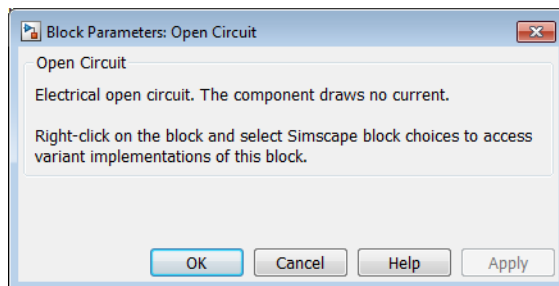 Block Parameters: Open Circuit
Open Circuit
Electrical open circuit. The component draws no current.
Right-click on the block and select Simscape block choices to access
variant implementations of this block.
OK Cancel Help Apply